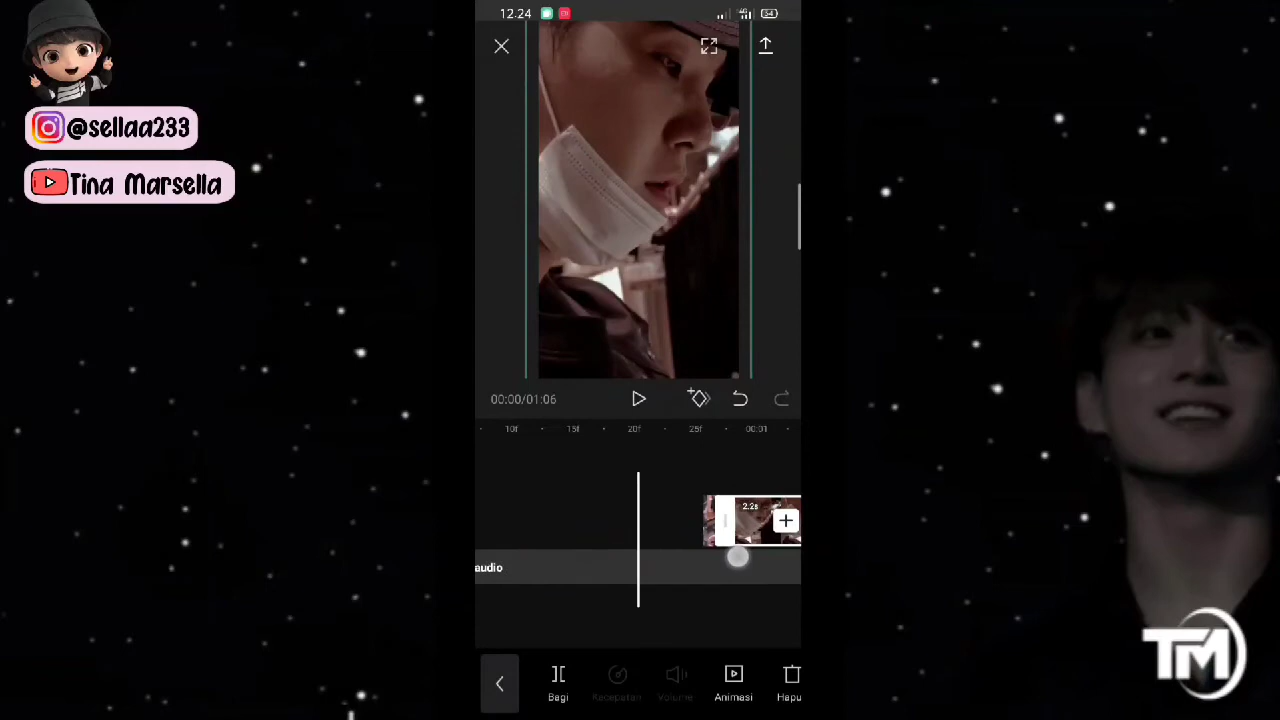 12.24
54
@sellaa233
Tina Marsella
00:00/01:06
10f 15f 20f 25f 00:01
2.2s
audio
Bagi Kecepatan Volume Animasi Hapu
TM